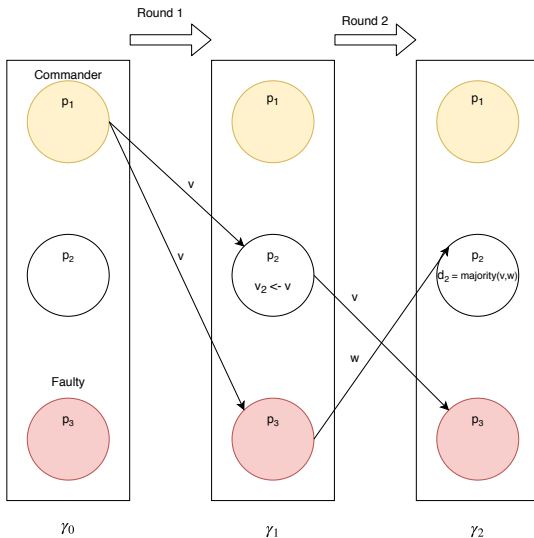 Round 1
Round 2
Commander
p₁
p₁
p₁
v
v
p₂
p₂
v₂ <- v
p₂
d₂ = majority(v,w)
v
w
Faulty
p₃
p₃
p₃
γ₀
γ₁
γ₂